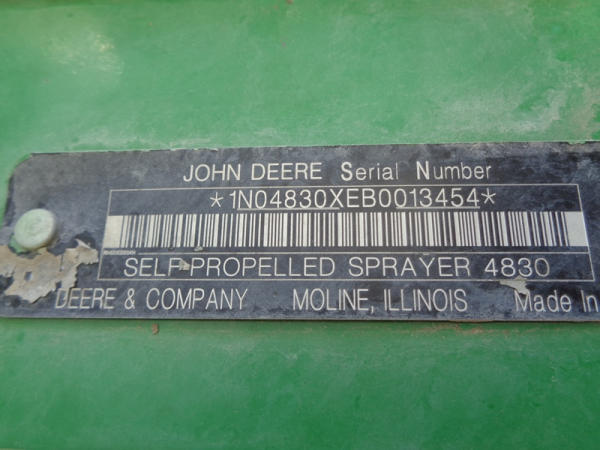 JOHN DEERE Serial Number
*1N04830XEB0013454*
SELF-PROPELLED SPRAYER 4830
DEERE & COMPANY MOLINE, ILLINOIS Made In